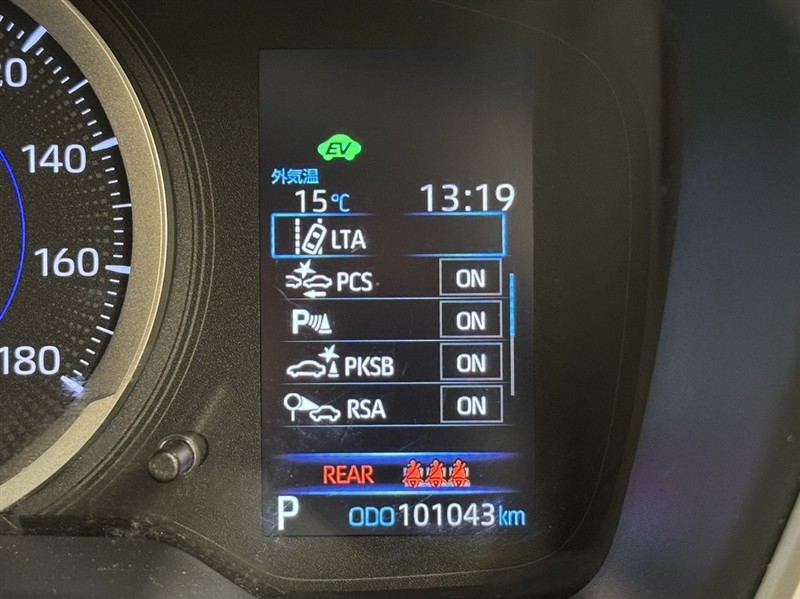 20
140
160
180
EV
外気温
15℃ 13:19
LTA
PCS ON
P ON
PKSB ON
RSA ON
REAR
P ODO 101043 km